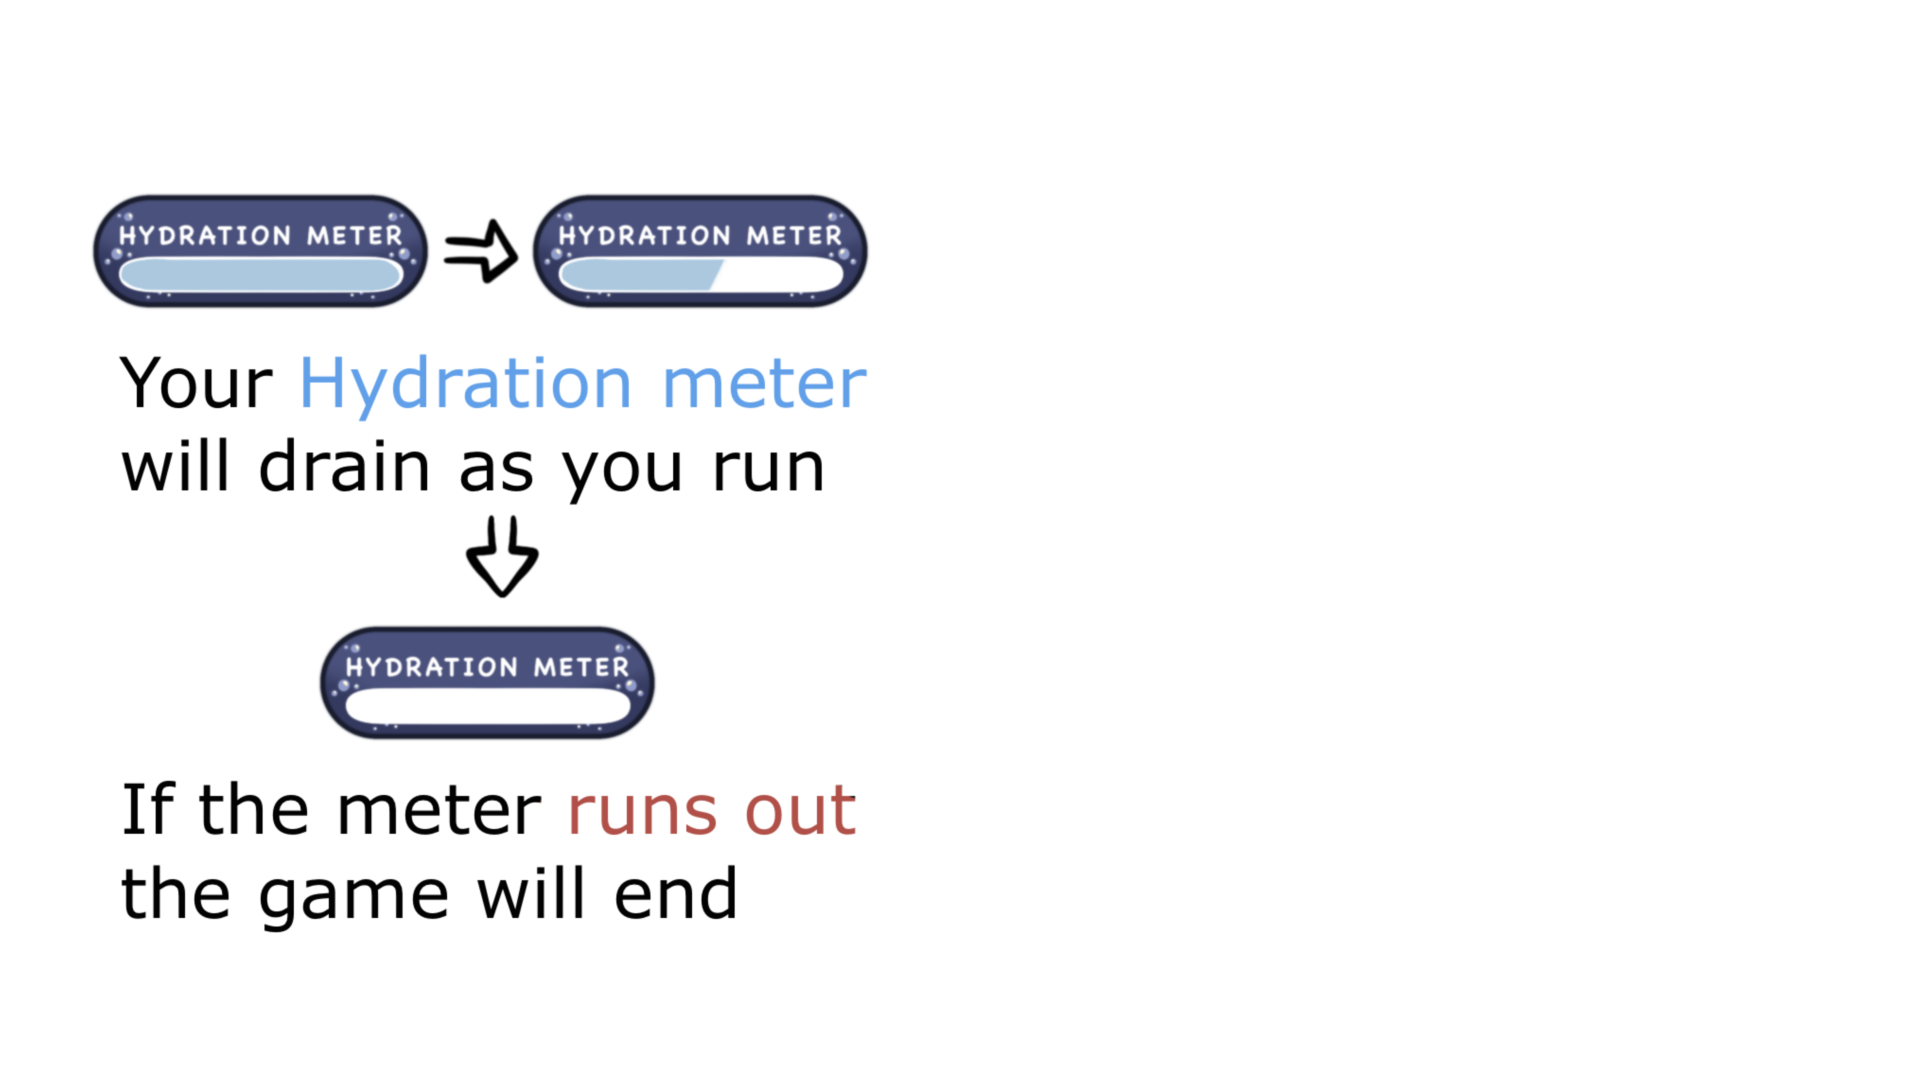 HYDRATION METER
HYDRATION METER
Your Hydration meter
will drain as you run
HYDRATION METER
If the meter runs out
the game will end